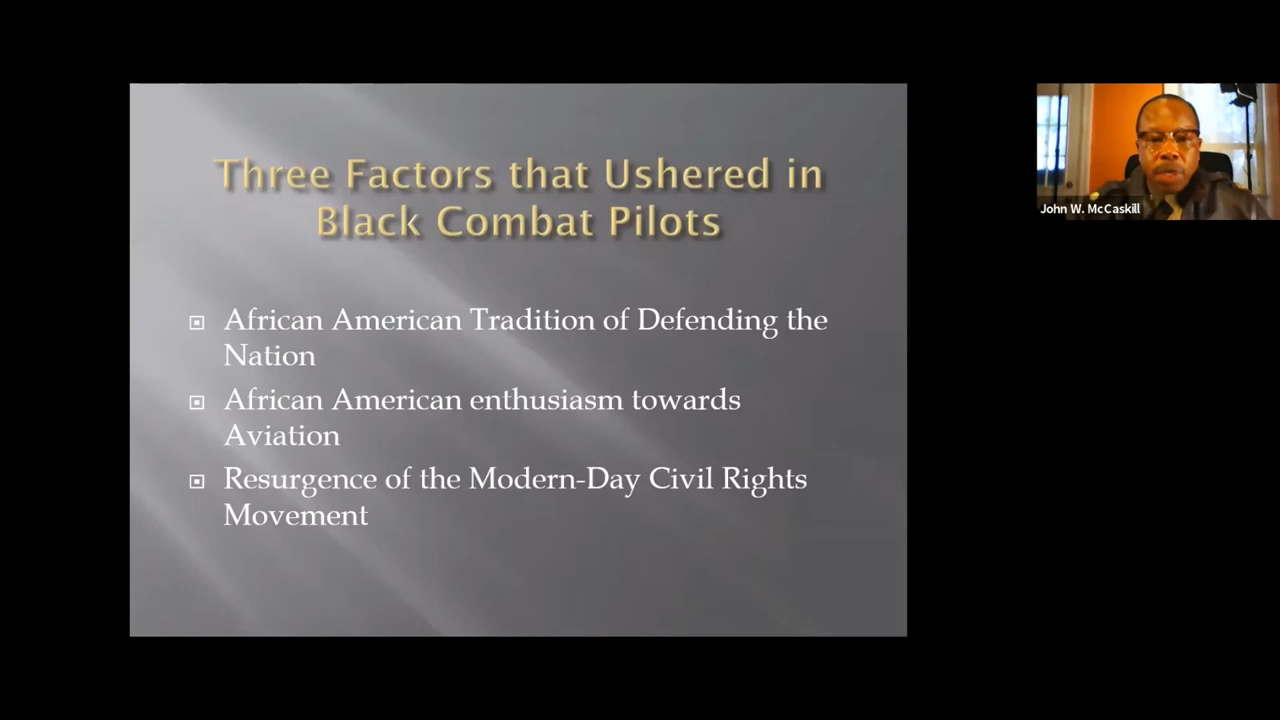 Three Factors that Ushered in
Black Combat Pilots
African American Tradition of Defending the
Nation
African American enthusiasm towards
Aviation
Resurgence of the Modern-Day Civil Rights
Movement
John W. McCaskill